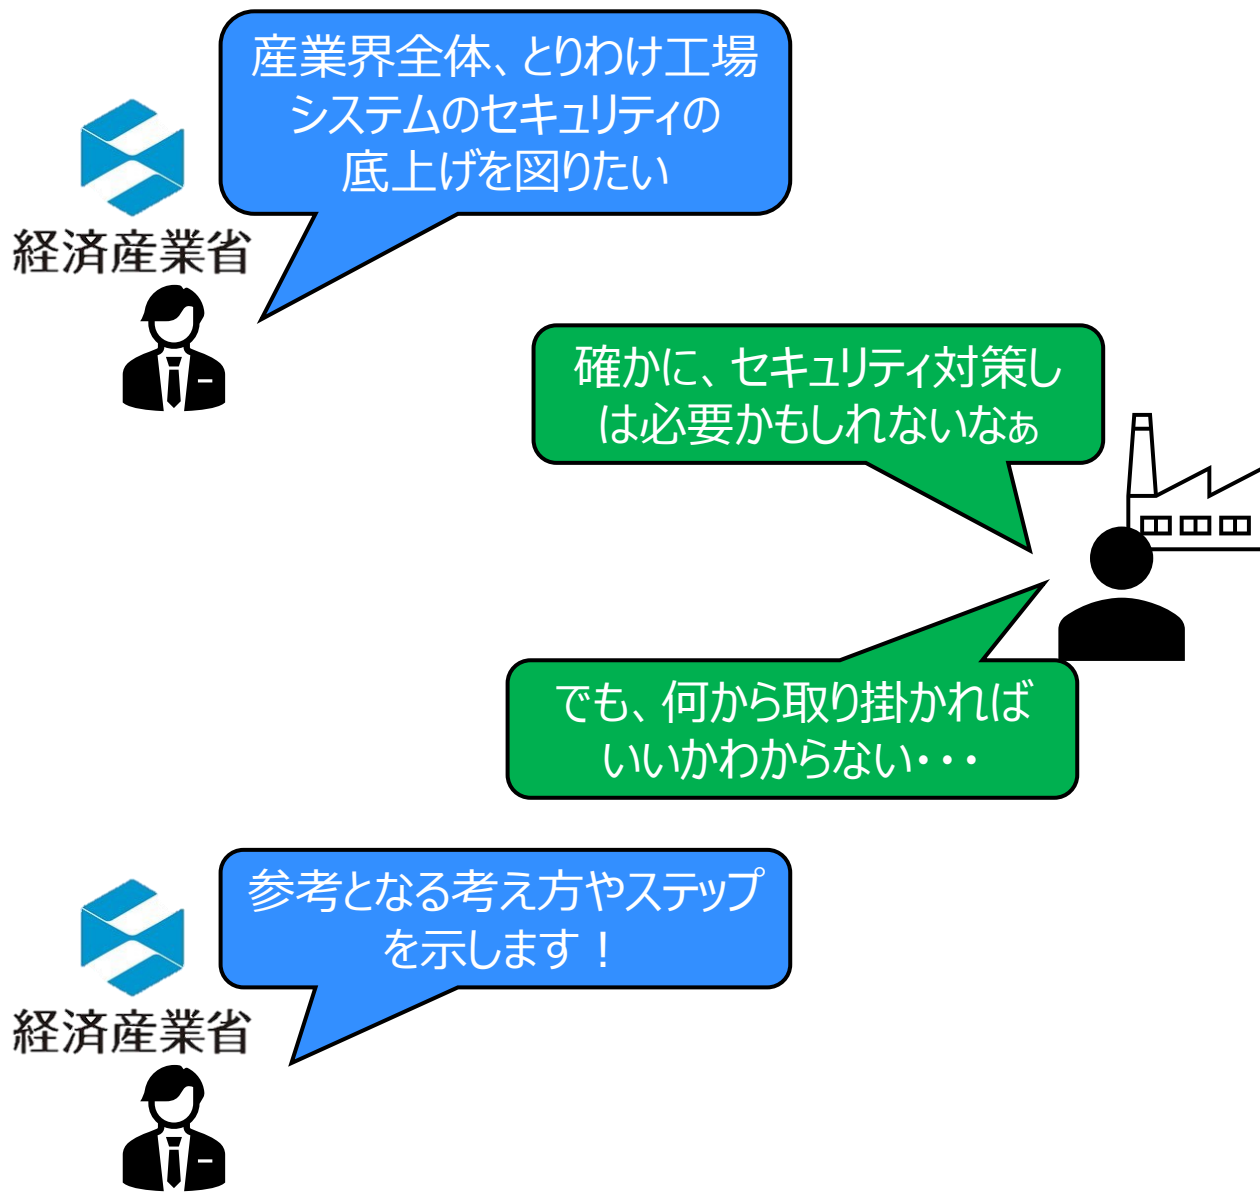 産業界全体、とりわけ工場
システムのセキュリティの
底上げを図りたい
経済産業省
確かに、セキュリティ対策し
は必要かもしれないなぁ
でも、何から取り掛かれば
いいかわからない・・・
参考となる考え方やステップ
を示します！
経済産業省